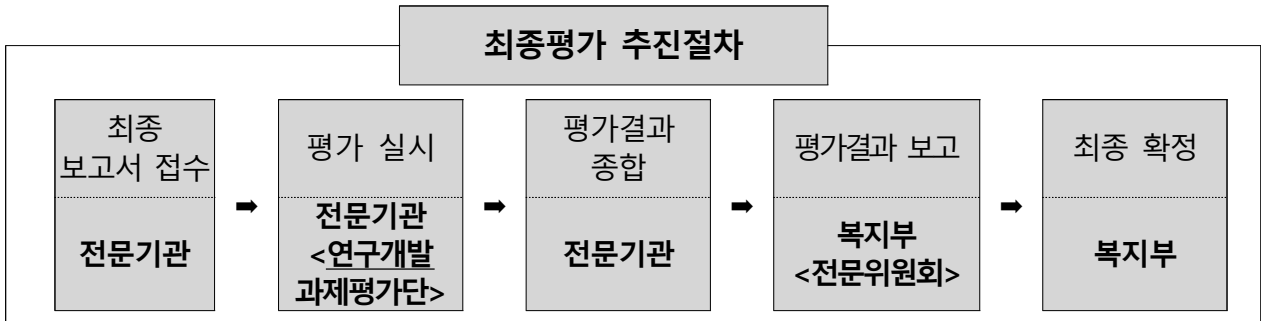 최종평가 추진절차
최종
보고서 접수
전문기관
➡
평가 실시
전문기관
<연구개발
과제평가단>
➡
평가결과
종합
전문기관
➡
평가결과 보고
복지부
<전문위원회>
➡
최종 확정
복지부